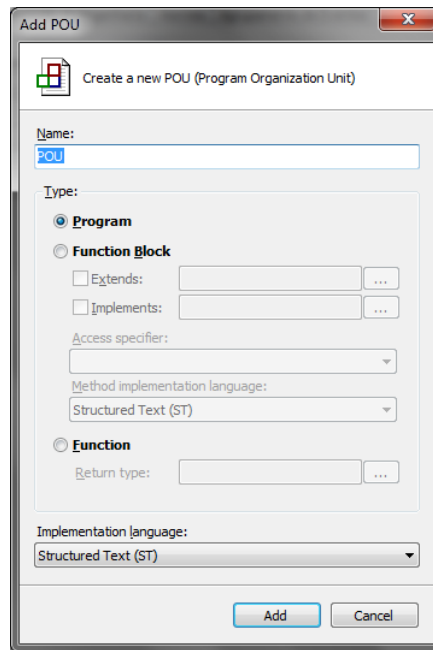 Add POU
Create a new POU (Program Organization Unit)
Name:
POU
Type:
Program
Function Block
Extends:
...
Implements:
...
Access specifier:
Method implementation language:
Structured Text (ST)
Function
Return type:
...
Implementation language:
Structured Text (ST)
Add Cancel